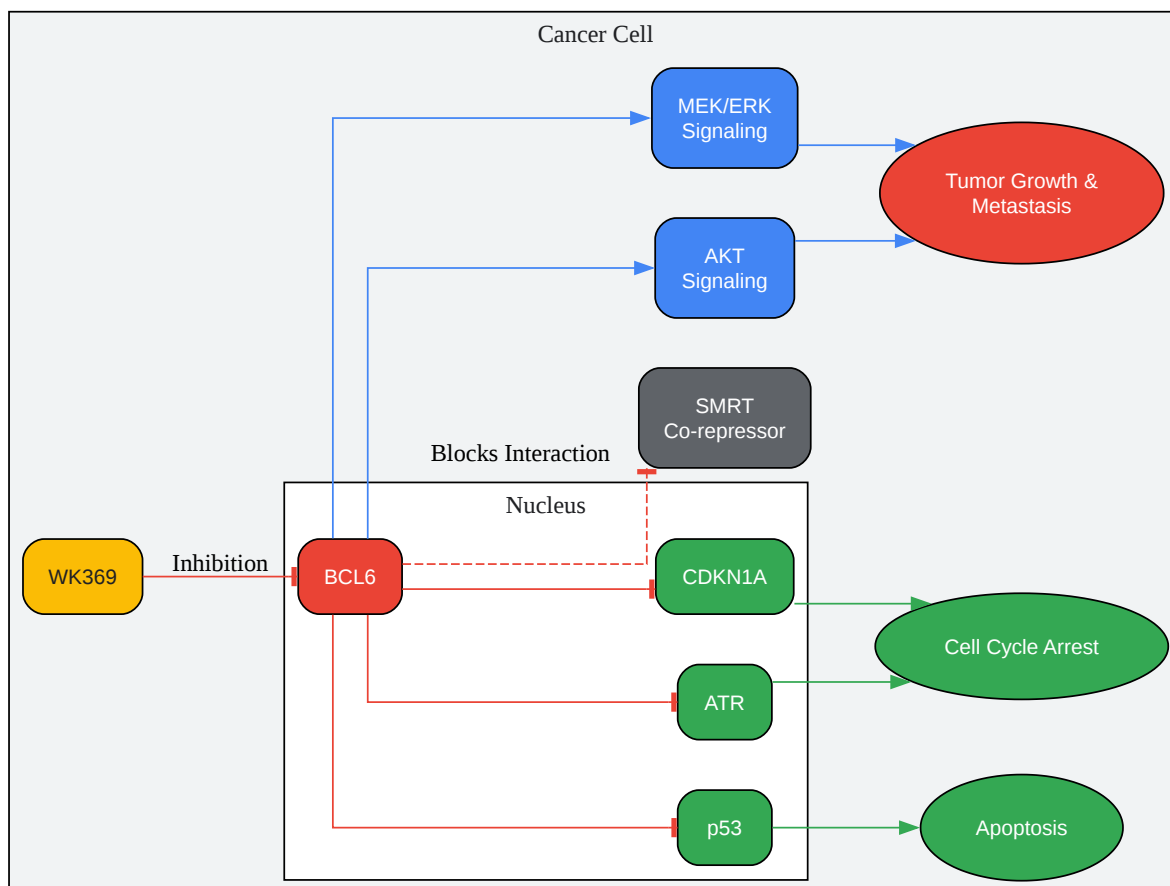 Cancer Cell
MEK/ERK
Signaling
Tumor Growth &
Metastasis
AKT
Signaling
SMRT
Co-repressor
Blocks Interaction
Nucleus
WK369
Inhibition
BCL6
CDKN1A
Cell Cycle Arrest
ATR
p53
Apoptosis